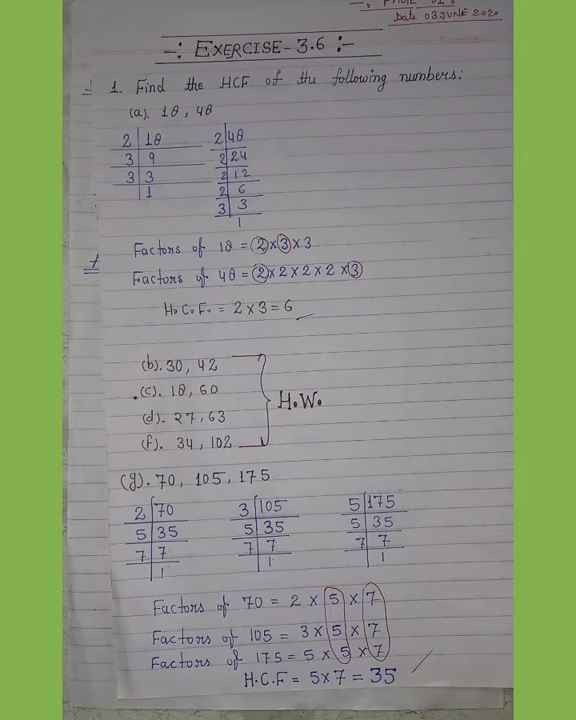 Date 03 JUNE 2020
-: EXERCISE-3.6 :-
1. Find the HCF of the following numbers:
(a). 18, 48
2 | 18   2 | 48
3 | 9   2 | 24
3 | 3   2 | 12
| 1   2 | 6
3 | 3
1
Factors of 18 = 2×3×3
Factors of 48 = 2×2×2×2×3
H.C.F. = 2×3=6
(b). 30, 42
(c). 18, 60
H.W.
(d). 27, 63
(f). 34, 102
(g). 70, 105, 175
2 | 70   3 | 105   5 | 175
5 | 35   5 | 35   5 | 35
7 | 7   7 | 7   7 | 7
| 1   | 1   | 1
Factors of 70 = 2 × 5 × 7
Factors of 105 = 3 × 5 × 7
Factors of 175 = 5 × 5 × 7
H.C.F = 5×7 = 35